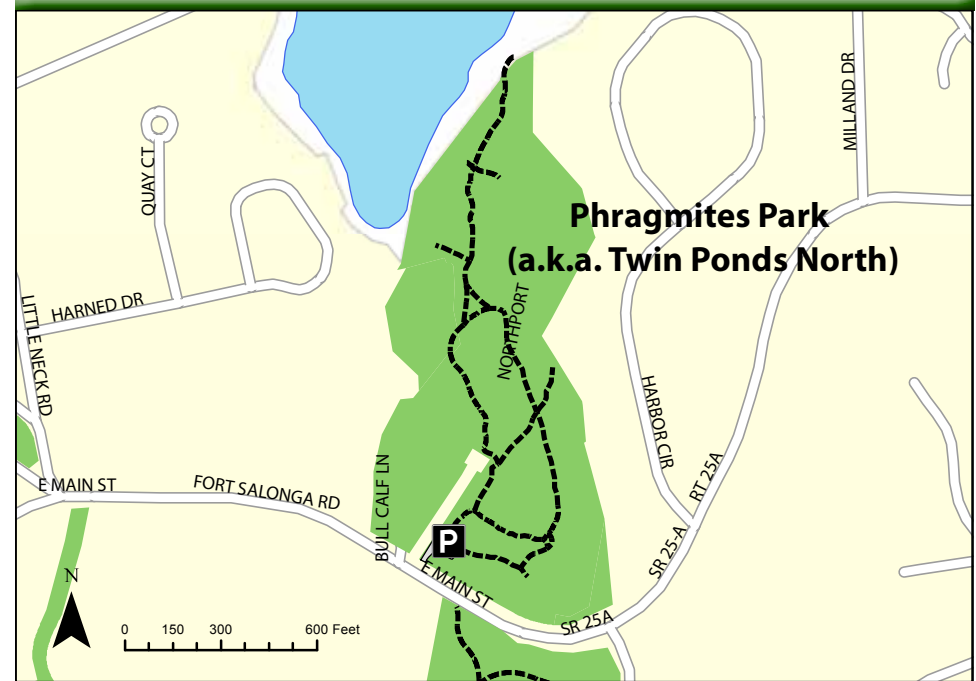 MILLAND DR
QUAY CT
Phragmites Park
(a.k.a. Twin Ponds North)
HARNED DR
LITTLE NECK RD
NORTHPORT
HARBOR CIR
RT 25A
E MAIN ST
FORT SALONGA RD
BULL CALF LN
P
SR 25-A
E MAIN ST
SR 25A
N
0 150 300 600 Feet